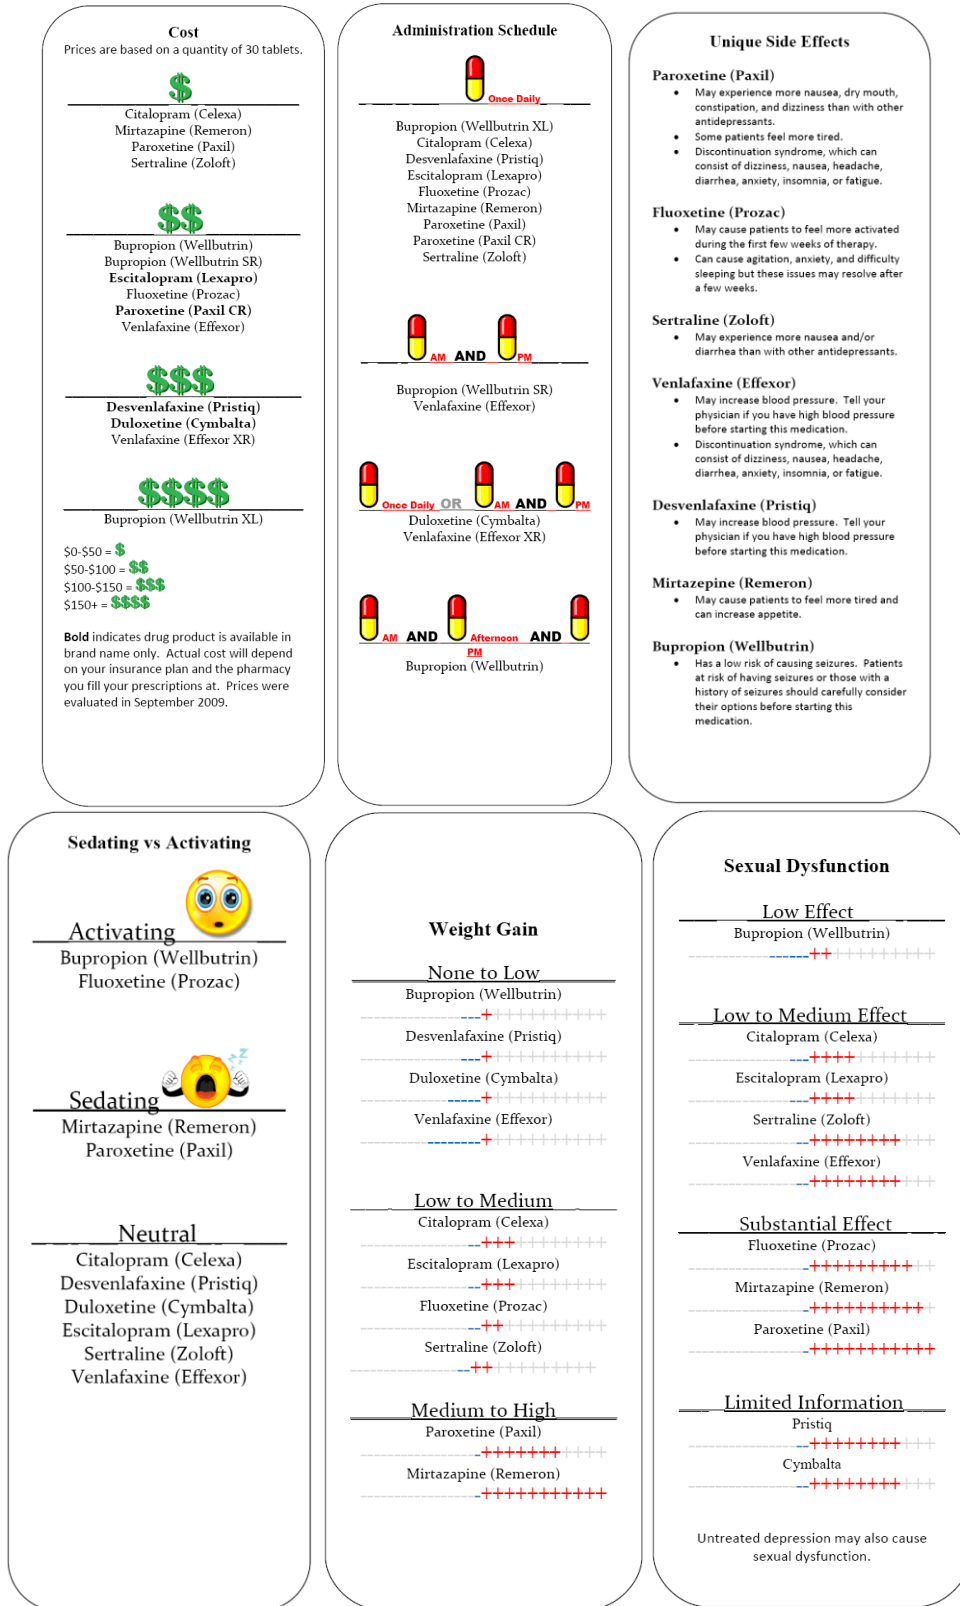 Cost
Prices are based on a quantity of 30 tablets.
$
Citalopram (Celexa)
Mirtazapine (Remeron)
Paroxetine (Paxil)
Sertraline (Zoloft)
$$
Bupropion (Wellbutrin)
Bupropion (Wellbutrin SR)
Escitalopram (Lexapro)
Fluoxetine (Prozac)
Paroxetine (Paxil CR)
Venlafaxine (Effexor)
$$$
Desvenlafaxine (Pristiq)
Duloxetine (Cymbalta)
Venlafaxine (Effexor XR)
$$$$
Bupropion (Wellbutrin XL)
$0-$50 = $
$50-$100 = $$
$100-$150 = $$$
$150+ = $$$$
Bold indicates drug product is available in
brand name only. Actual cost will depend
on your insurance plan and the pharmacy
you fill your prescriptions at. Prices were
evaluated in September 2009.
Administration Schedule
Once Daily
Bupropion (Wellbutrin XL)
Citalopram (Celexa)
Desvenlafaxine (Pristiq)
Escitalopram (Lexapro)
Fluoxetine (Prozac)
Mirtazapine (Remeron)
Paroxetine (Paxil)
Paroxetine (Paxil CR)
Sertraline (Zoloft)
AM AND PM
Bupropion (Wellbutrin SR)
Venlafaxine (Effexor)
Once Daily OR AM AND PM
Duloxetine (Cymbalta)
Venlafaxine (Effexor XR)
AM AND Afternoon AND
PM
Bupropion (Wellbutrin)
Unique Side Effects
Paroxetine (Paxil)
• May experience more nausea, dry mouth,
constipation, and dizziness than with other
antidepressants.
• Some patients feel more tired.
• Discontinuation syndrome, which can
consist of dizziness, nausea, headache,
diarrhea, anxiety, insomnia, or fatigue.
Fluoxetine (Prozac)
• May cause patients to feel more activated
during the first few weeks of therapy.
• Can cause agitation, anxiety, and difficulty
sleeping but these issues may resolve after
a few weeks.
Sertraline (Zoloft)
• May experience more nausea and/or
diarrhea than with other antidepressants.
Venlafaxine (Effexor)
• May increase blood pressure. Tell your
physician if you have high blood pressure
before starting this medication.
• Discontinuation syndrome, which can
consist of dizziness, nausea, headache,
diarrhea, anxiety, insomnia, or fatigue.
Desvenlafaxine (Pristiq)
• May increase blood pressure. Tell your
physician if you have high blood pressure
before starting this medication.
Mirtazepine (Remeron)
• May cause patients to feel more tired and
can increase appetite.
Bupropion (Wellbutrin)
• Has a low risk of causing seizures. Patients
at risk of having seizures or those with a
history of seizures should carefully consider
their options before starting this
medication.
Sedating vs Activating
Activating
Bupropion (Wellbutrin)
Fluoxetine (Prozac)
zzz
Sedating
Mirtazapine (Remeron)
Paroxetine (Paxil)
Neutral
Citalopram (Celexa)
Desvenlafaxine (Pristiq)
Duloxetine (Cymbalta)
Escitalopram (Lexapro)
Sertraline (Zoloft)
Venlafaxine (Effexor)
Weight Gain
None to Low
Bupropion (Wellbutrin)
Desvenlafaxine (Pristiq)
Duloxetine (Cymbalta)
Venlafaxine (Effexor)
Low to Medium
Citalopram (Celexa)
Escitalopram (Lexapro)
Fluoxetine (Prozac)
Sertraline (Zoloft)
Medium to High
Paroxetine (Paxil)
Mirtazapine (Remeron)
Sexual Dysfunction
Low Effect
Bupropion (Wellbutrin)
Low to Medium Effect
Citalopram (Celexa)
Escitalopram (Lexapro)
Sertraline (Zoloft)
Venlafaxine (Effexor)
Substantial Effect
Fluoxetine (Prozac)
Mirtazapine (Remeron)
Paroxetine (Paxil)
Limited Information
Pristiq
Cymbalta
Untreated depression may also cause
sexual dysfunction.